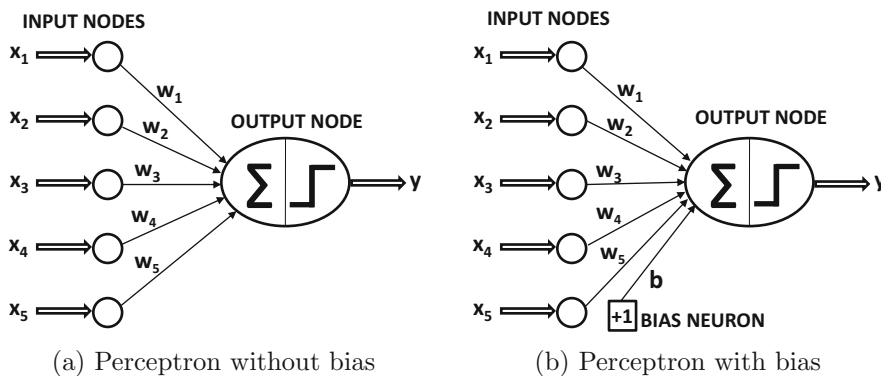 INPUT NODES
x1
w1
x2
w2
OUTPUT NODE
x3
w3
y
x4
w4
x5
w5
(a) Perceptron without bias
INPUT NODES
x1
w1
x2
w2
OUTPUT NODE
x3
w3
y
x4
w4
x5
w5
b
+1
BIAS NEURON
(b) Perceptron with bias